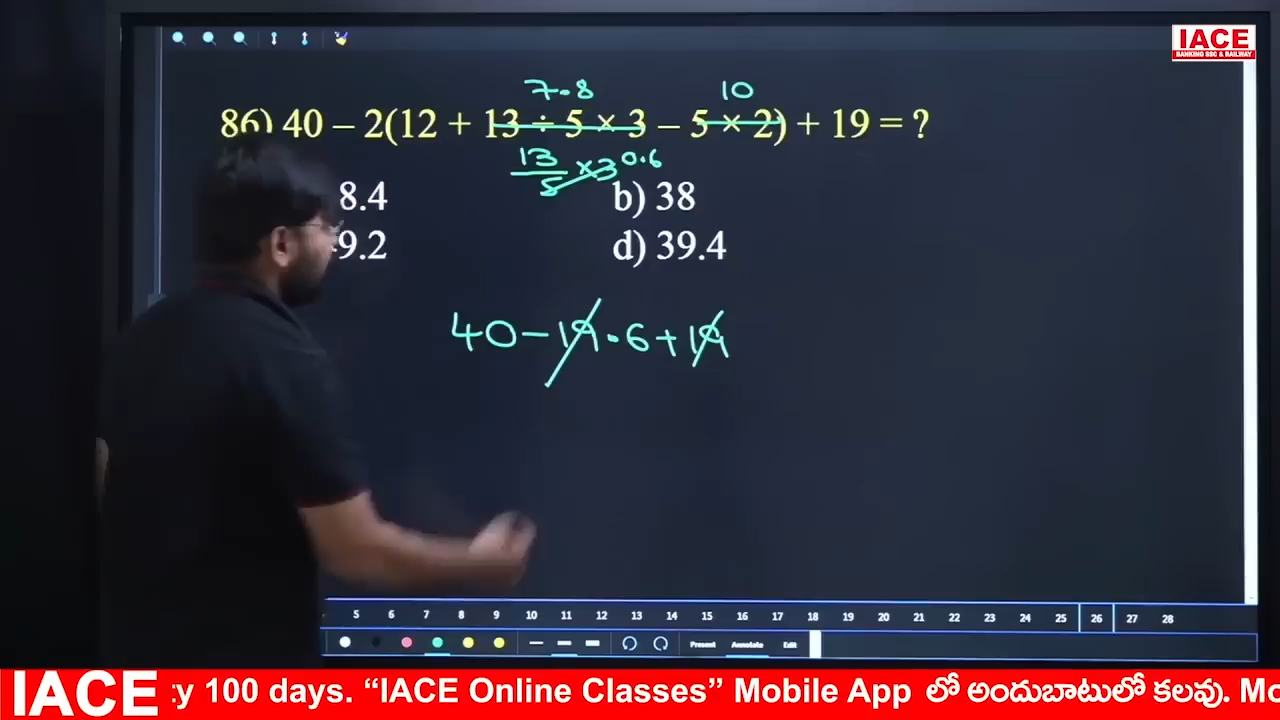 IACE
BANKING SSC & RAILWAY
7.8 10
86) 40 – 2(12 + 13 ÷ 5 × 3 – 5 × 2) + 19 = ?
13/5 ×3 0.6
8.4 b) 38
9.2 d) 39.4
40 – 19.6 + 19
5 6 7 8 9 10 11 12 13 14 15 16 17 18 19 20 21 22 23 24 25 26 27 28
Present Annotate Edit
IACE :y 100 days. “IACE Online Classes” Mobile App లో అందుబాటులో కలవు. Mo